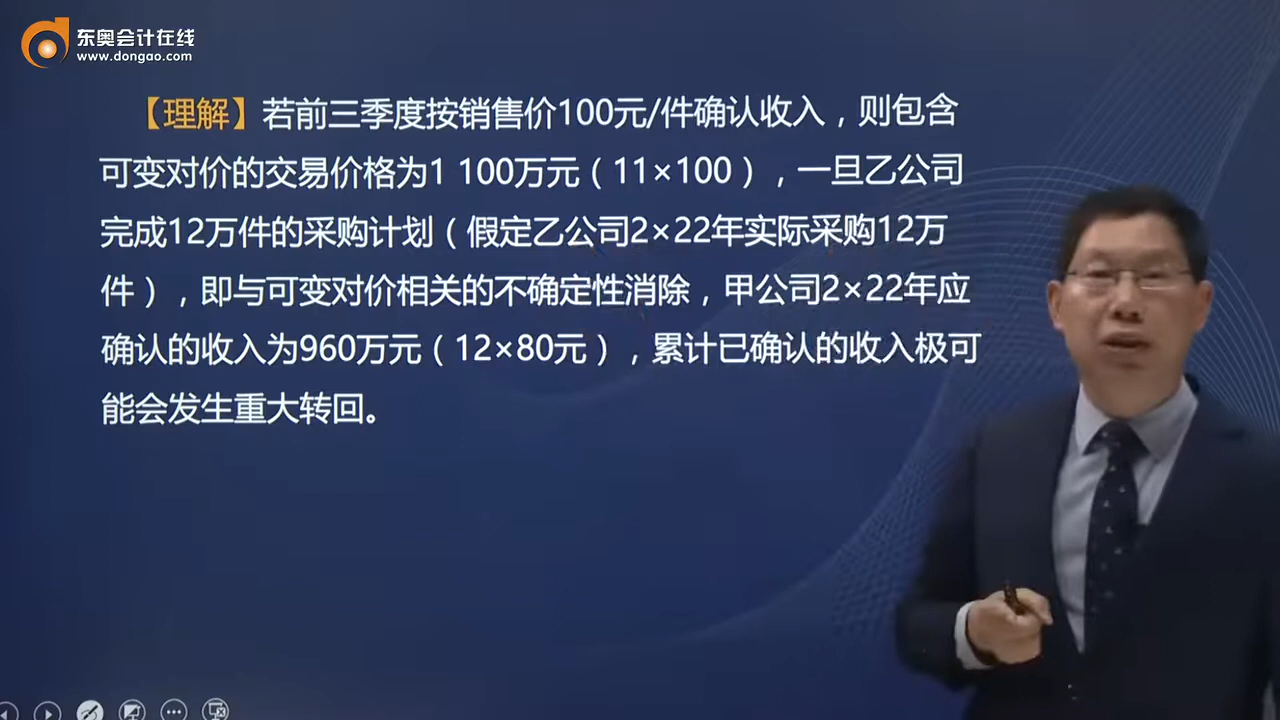 东奥会计在线
www.dongao.com
【理解】若前三季度按销售价100元/件确认收入，则包含
可变对价的交易价格为1 100万元（11×100），一旦乙公司
完成12万件的采购计划（假定乙公司2×22年实际采购12万
件），即与可变对价相关的不确定性消除，甲公司2×22年应
确认的收入为960万元（12×80元），累计已确认的收入极可
能会发生重大转回。